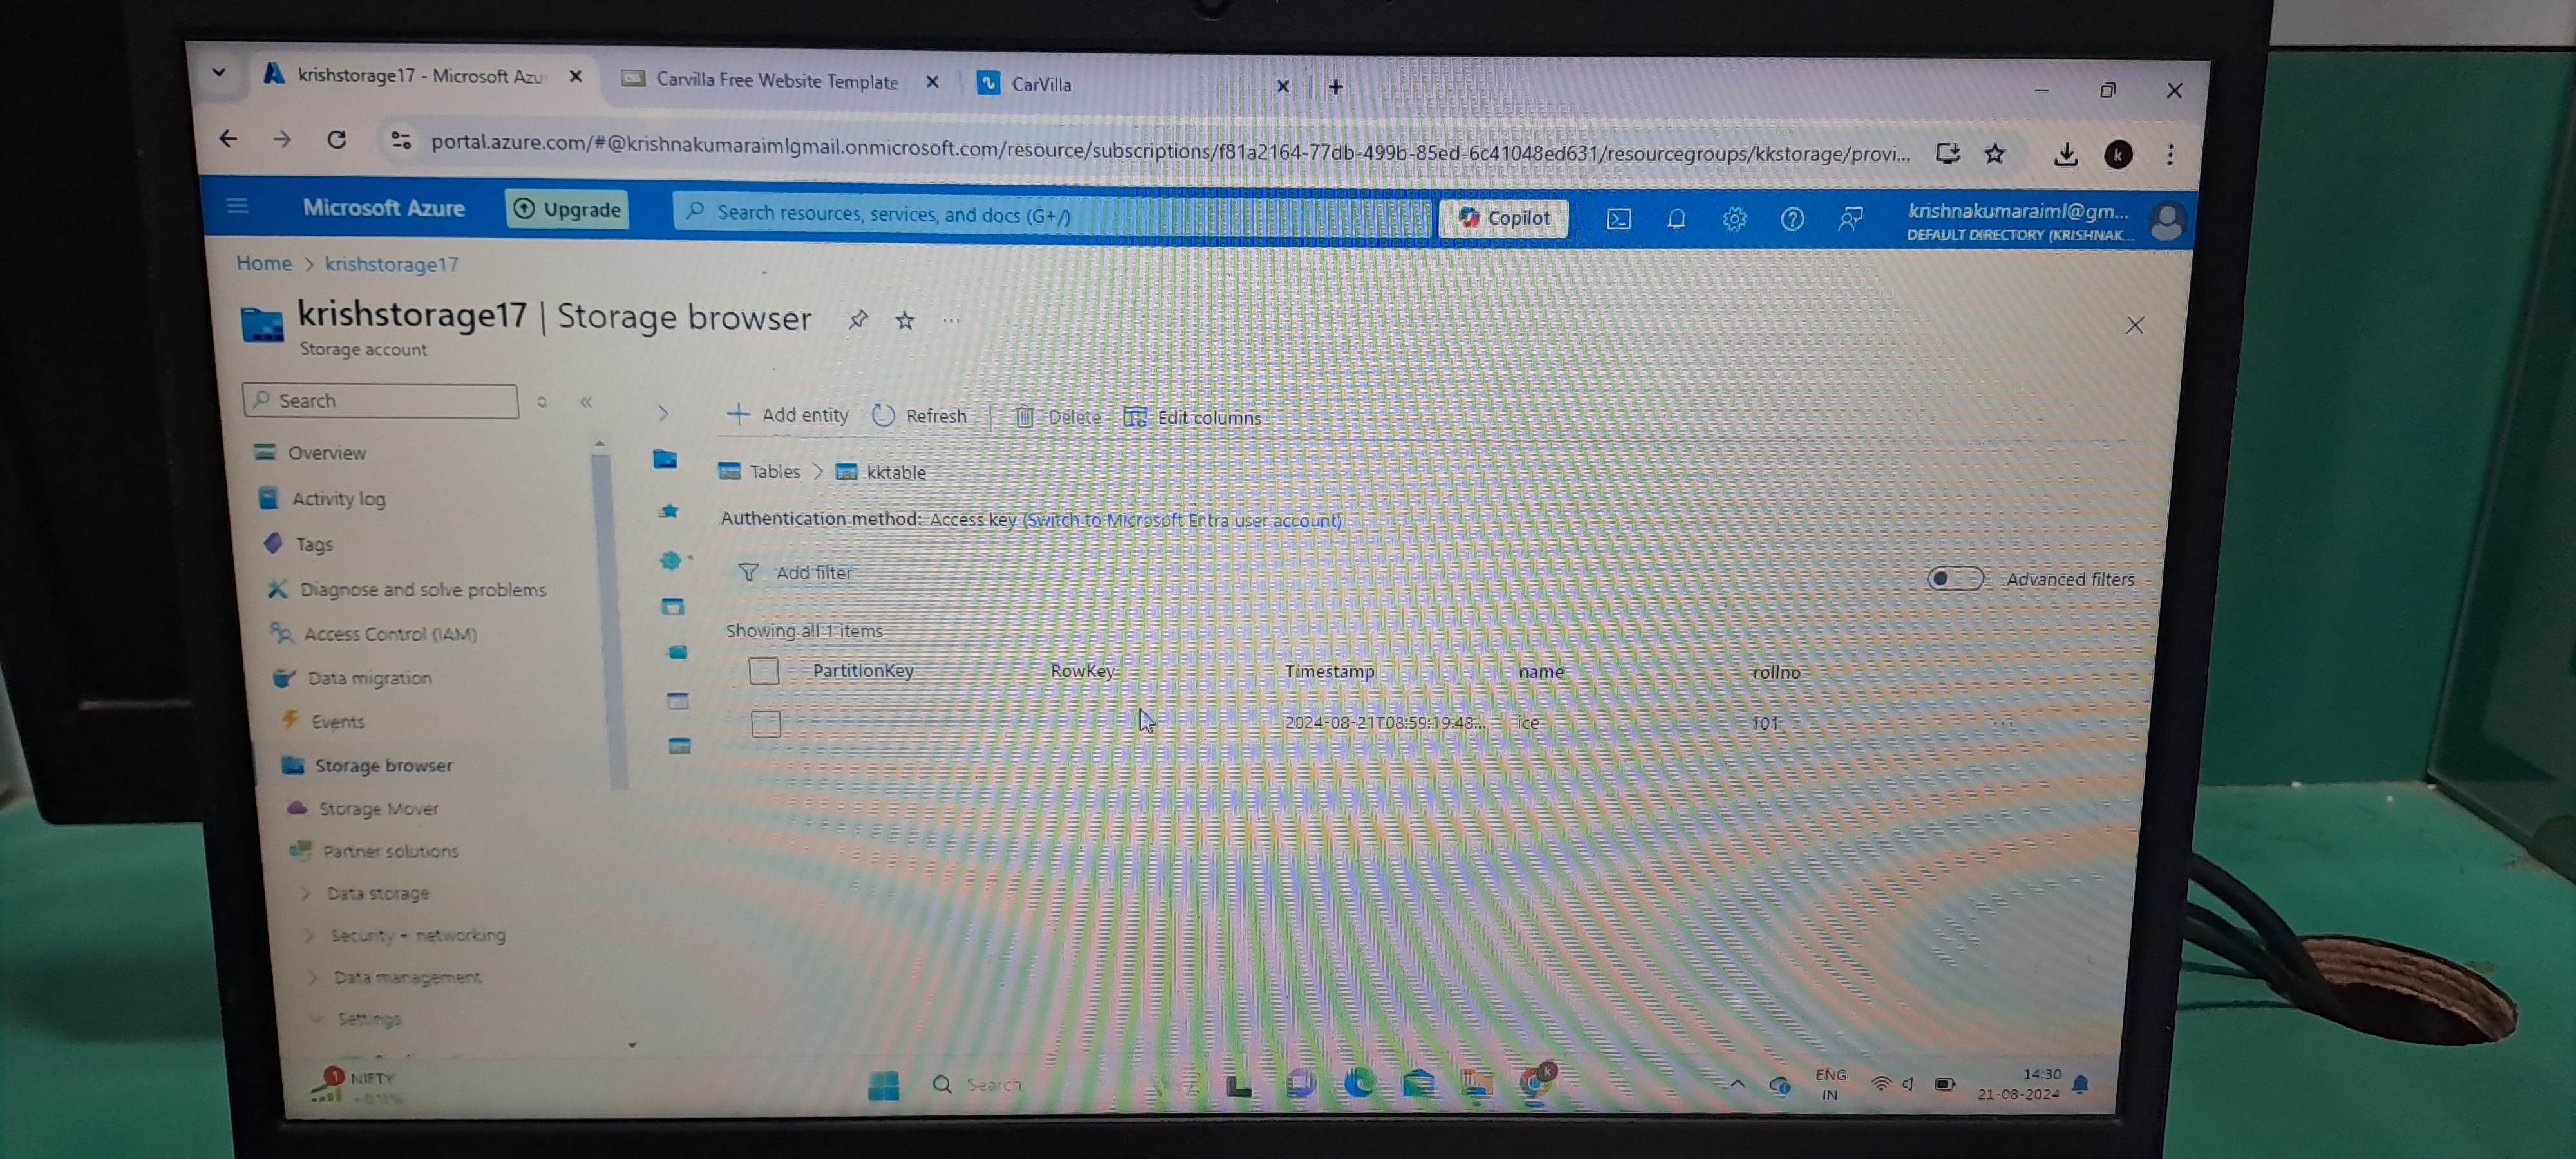 krishstorage17 - Microsoft Azu
Carvilla Free Website Template
CarVilla
portal.azure.com/#@krishnakumaraimlgmail.onmicrosoft.com/resource/subscriptions/f81a2164-77db-499b-85ed-6c41048ed631/resourcegroups/kkstorage/provi...
k
Microsoft Azure
Upgrade
Search resources, services, and docs (G+/)
Copilot
krishnakumaraiml@gm...
DEFAULT DIRECTORY (KRISHNAK...
Home > krishstorage17
krishstorage17 | Storage browser
Storage account
Search
Overview
Activity log
Tags
Diagnose and solve problems
Access Control (IAM)
Data migration
Events
Storage browser
Storage Mover
Partner solutions
Data storage
Security + networking
Data management
Settings
Add entity
Refresh
Delete
Edit columns
Tables > kktable
Authentication method: Access key (Switch to Microsoft Entra user account)
Add filter
Advanced filters
Showing all 1 items
PartitionKey RowKey Timestamp name rollno
2024-08-21T08:59:19.48... ice 101 ...
1
NIFTY
+0.11%
Search
k
ENG
IN
14:30
21-08-2024